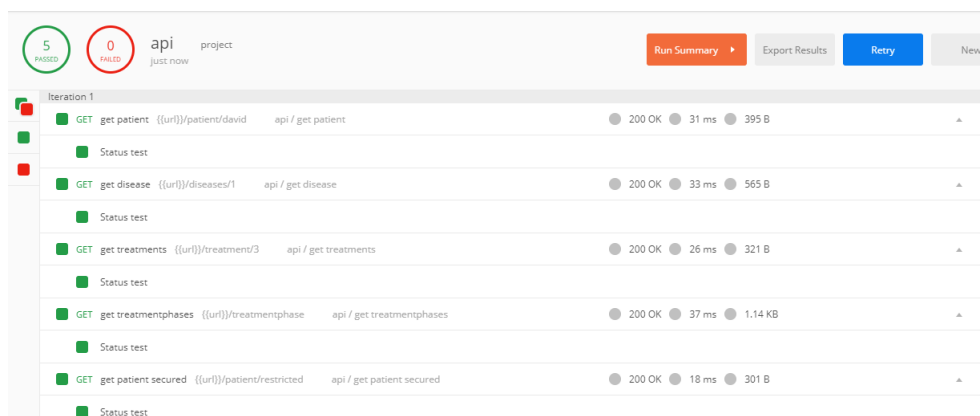 5 PASSED 0 FAILED api project just now Run Summary Export Results Retry New
Iteration 1
GET get patient {{url}}/patient/david api / get patient 200 OK 31 ms 395 B
Status test
GET get disease {{url}}/diseases/1 api / get disease 200 OK 33 ms 565 B
Status test
GET get treatments {{url}}/treatment/3 api / get treatments 200 OK 26 ms 321 B
Status test
GET get treatmentphases {{url}}/treatmentphase api / get treatmentphases 200 OK 37 ms 1.14 KB
Status test
GET get patient secured {{url}}/patient/restricted api / get patient secured 200 OK 18 ms 301 B
Status test